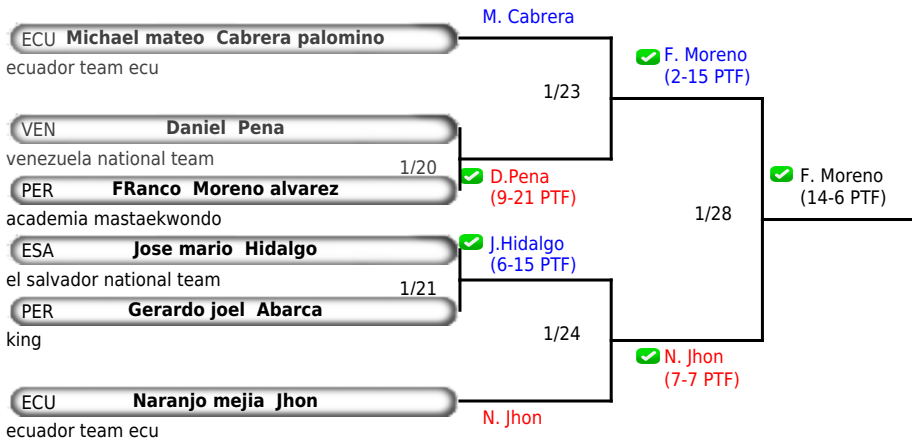 M. Cabrera
ECU Michael mateo Cabrera palomino
ecuador team ecu
F. Moreno
(2-15 PTF)
1/23
VEN Daniel Pena
venezuela national team
1/20
D.Pena
(9-21 PTF)
F. Moreno
(14-6 PTF)
PER FRanco Moreno alvarez
academia mastaekwondo
1/28
ESA Jose mario Hidalgo
el salvador national team
J.Hidalgo
(6-15 PTF)
1/21
PER Gerardo joel Abarca
king
1/24
N. Jhon
(7-7 PTF)
ECU Naranjo mejia Jhon
ecuador team ecu
N. Jhon